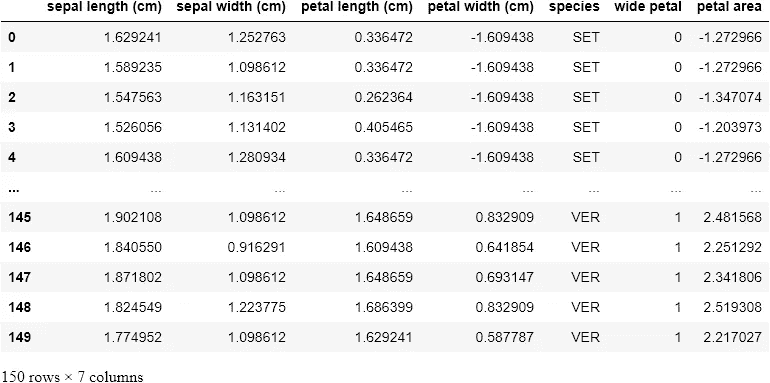 sepal length (cm) sepal width (cm) petal length (cm) petal width (cm) species wide petal petal area
0 1.629241 1.252763 0.336472 -1.609438 SET 0 -1.272966
1 1.589235 1.098612 0.336472 -1.609438 SET 0 -1.272966
2 1.547563 1.163151 0.262364 -1.609438 SET 0 -1.347074
3 1.526056 1.131402 0.405465 -1.609438 SET 0 -1.203973
4 1.609438 1.280934 0.336472 -1.609438 SET 0 -1.272966
... ... ... ... ... ... ... ...
145 1.902108 1.098612 1.648659 0.832909 VER 1 2.481568
146 1.840550 0.916291 1.609438 0.641854 VER 1 2.251292
147 1.871802 1.098612 1.648659 0.693147 VER 1 2.341806
148 1.824549 1.223775 1.686399 0.832909 VER 1 2.519308
149 1.774952 1.098612 1.629241 0.587787 VER 1 2.217027
150 rows × 7 columns